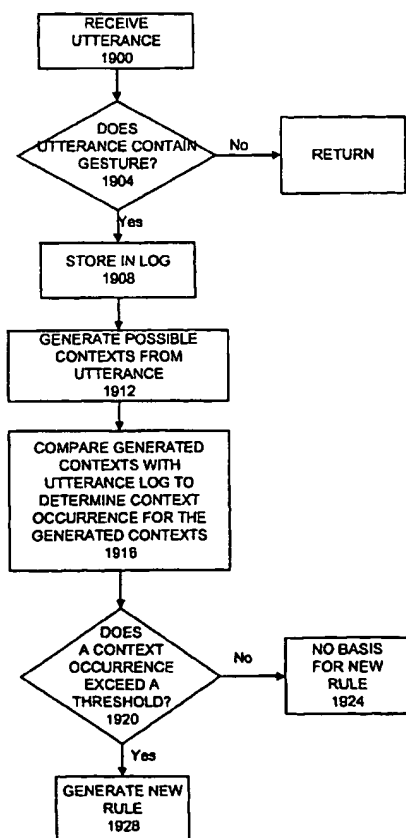 RECEIVE
UTTERANCE
1900
DOES
UTTERANCE CONTAIN
GESTURE?
1904
No
RETURN
Yes
STORE IN LOG
1908
GENERATE POSSIBLE
CONTEXTS FROM
UTTERANCE
1912
COMPARE GENERATED
CONTEXTS WITH
UTTERANCE LOG TO
DETERMINE CONTEXT
OCCURRENCE FOR THE
GENERATED CONTEXTS
1916
DOES
A CONTEXT
OCCURRENCE
EXCEED A
THRESHOLD?
1920
No
NO BASIS
FOR NEW
RULE
1924
Yes
GENERATE NEW
RULE
1928